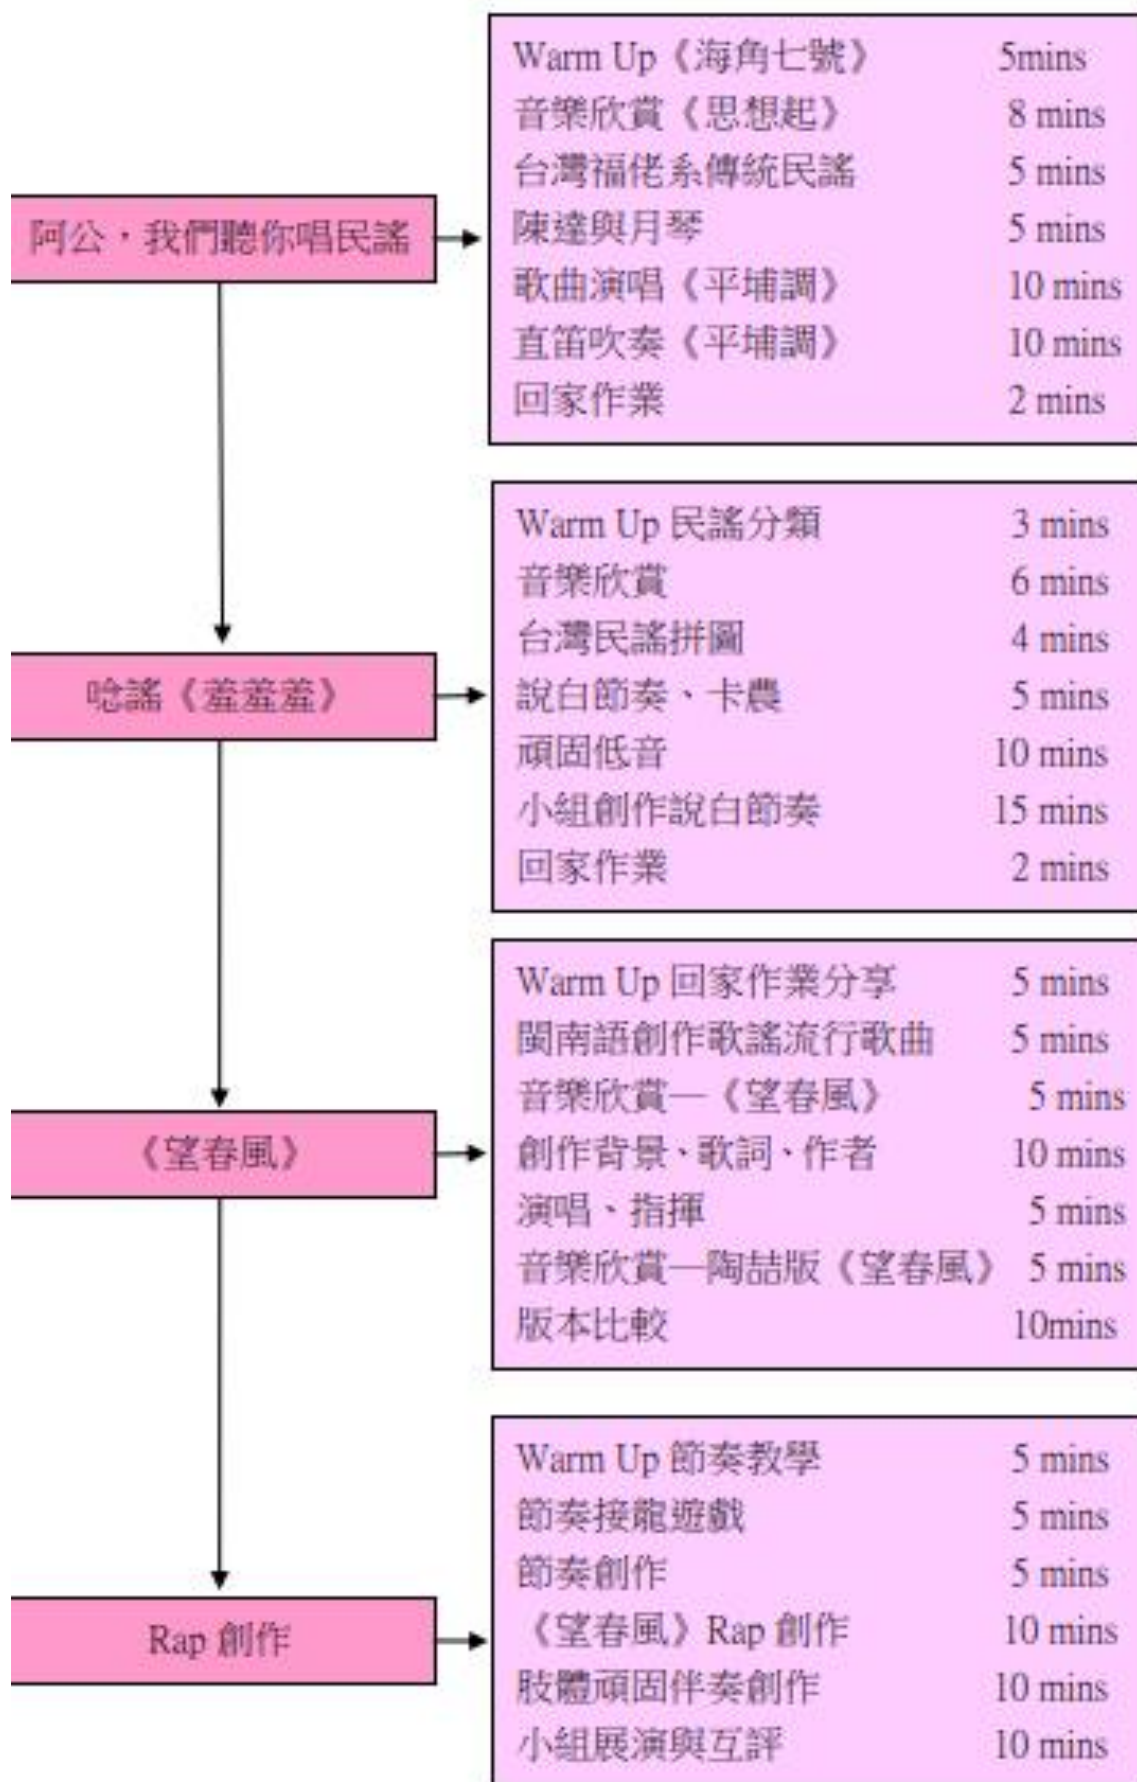 阿公，我們聽你唱民謠
Warm Up《海角七號》 5mins
音樂欣賞《思想起》 8 mins
台灣福佬系傳統民謠 5 mins
陳達與月琴 5 mins
歌曲演唱《平埔調》 10 mins
直笛吹奏《平埔調》 10 mins
回家作業 2 mins
唸謠《羞羞羞》
Warm Up 民謠分類 3 mins
音樂欣賞 6 mins
台灣民謠拼圖 4 mins
說白節奏、卡農 5 mins
頑固低音 10 mins
小組創作說白節奏 15 mins
回家作業 2 mins
《望春風》
Warm Up 回家作業分享 5 mins
閩南語創作歌謠流行歌曲 5 mins
音樂欣賞—《望春風》 5 mins
創作背景、歌詞、作者 10 mins
演唱、指揮 5 mins
音樂欣賞—陶喆版《望春風》 5 mins
版本比較 10mins
Rap 創作
Warm Up 節奏教學 5 mins
節奏接龍遊戲 5 mins
節奏創作 5 mins
《望春風》Rap 創作 10 mins
肢體頑固伴奏創作 10 mins
小組展演與互評 10 mins